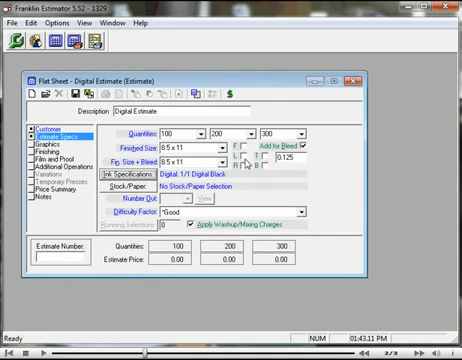 Franklin Estimator 5.52 - 1329
File Edit View Window Help
Flat Sheet - Digital Estimate (Estimate)
Description Digital Estimate
Customer
Estimate Specs
Graphics
Finishing
Film and Proof
Additional Operations
Variations
Temporary Presses
Price Summary
Notes
Quantities: 100 200 300
Finished Size: 8.5 x 11 F Add for Bleed
Fin. Size + Bleed: 8.5 x 11 L T 0.125
R B
Ink Specifications: Digital: 1/1 Digital Black
Stock/Paper: No Stock/Paper Selection
Number Out: View
Difficulty Factor: *Good
Running Selections: 0 Apply Washup/Mixing Charges
Estimate Number: Quantities: 100 200 300
Estimate Price: 0.00 0.00 0.00
Ready NUM 01:43.11 PM
2/3